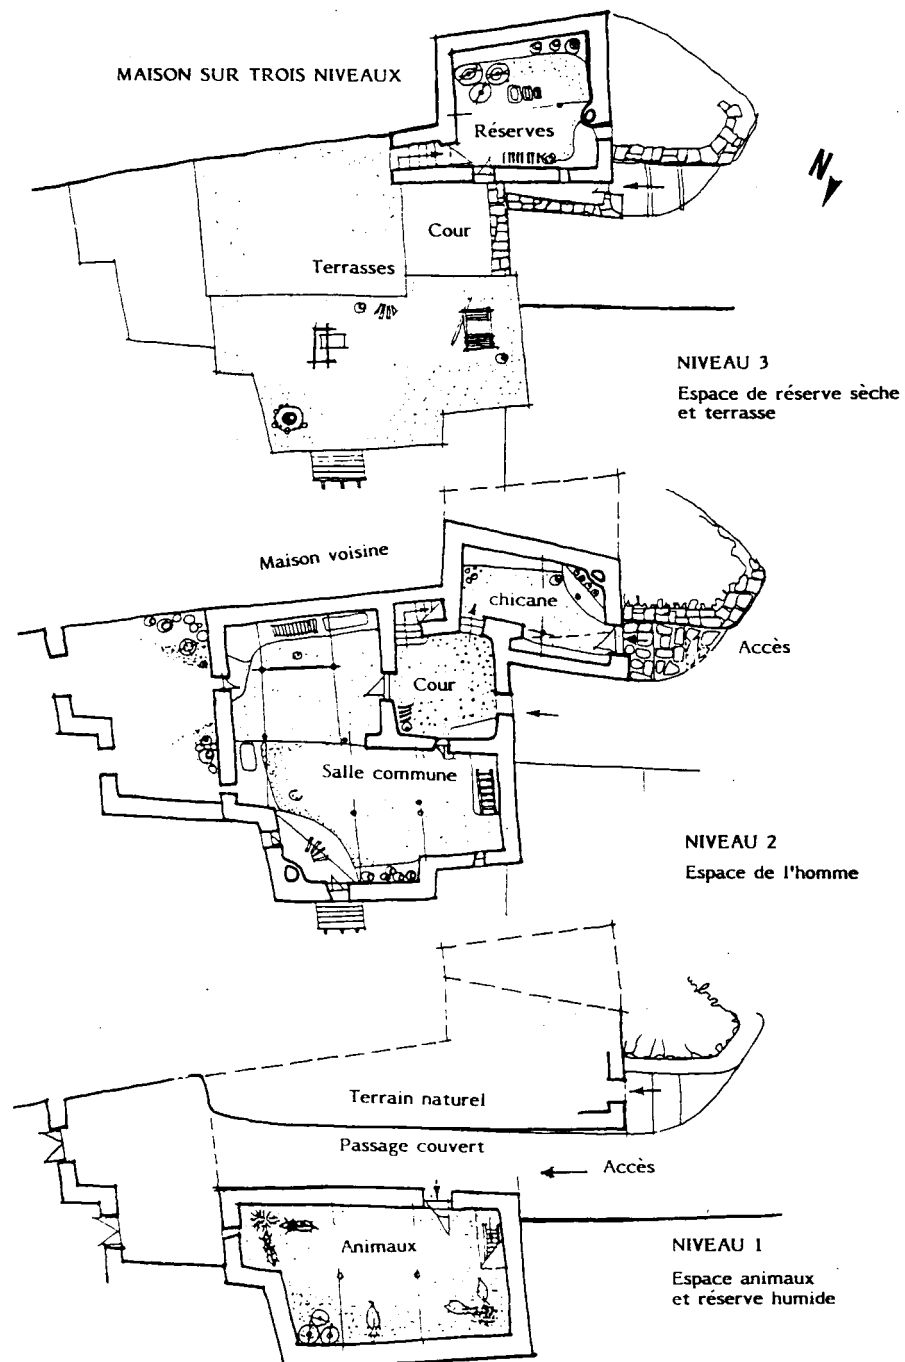 MAISON SUR TROIS NIVEAUX
Réserves
N
Cour
Terrasses
NIVEAU 3
Espace de réserve sèche
et terrasse
Maison voisine
chicane
Accès
Cour
Salle commune
NIVEAU 2
Espace de l'homme
Terrain naturel
Passage couvert
Accès
Animaux
NIVEAU 1
Espace animaux
et réserve humide